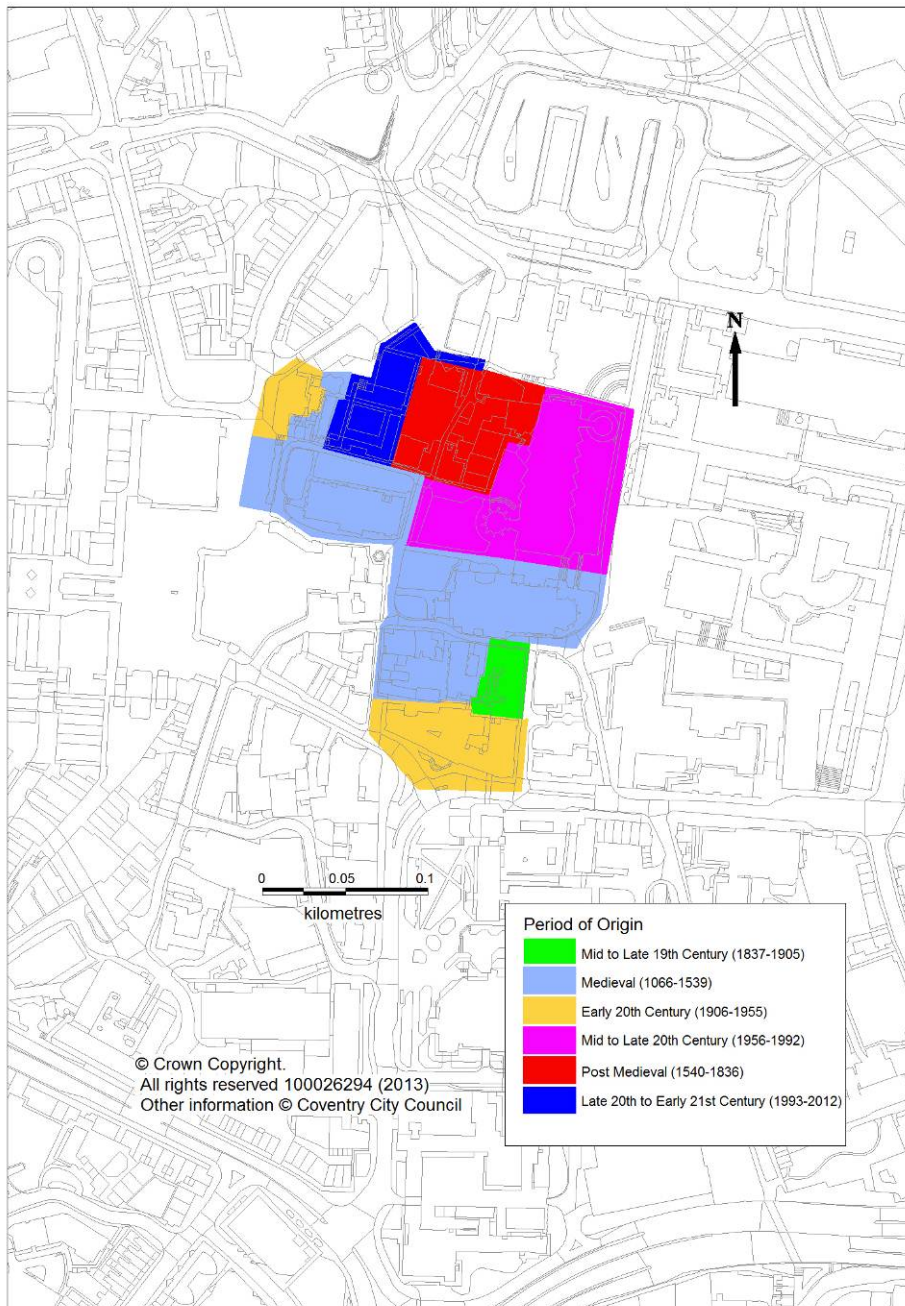 N
0 0.05 0.1
kilometres
Period of Origin
Mid to Late 19th Century (1837-1905)
Medieval (1066-1539)
Early 20th Century (1906-1955)
Mid to Late 20th Century (1956-1992)
Post Medieval (1540-1836)
Late 20th to Early 21st Century (1993-2012)
© Crown Copyright.
All rights reserved 100026294 (2013)
Other information © Coventry City Council